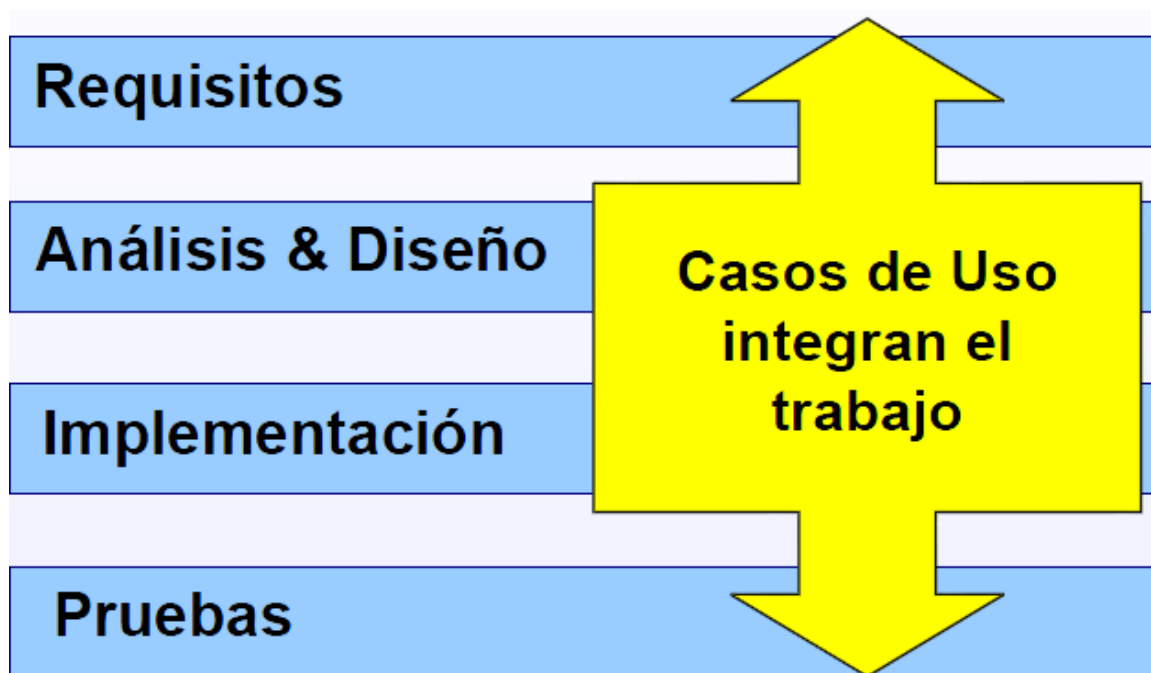 Requisitos
Análisis & Diseño
Casos de Uso
integran el
trabajo
Implementación
Pruebas